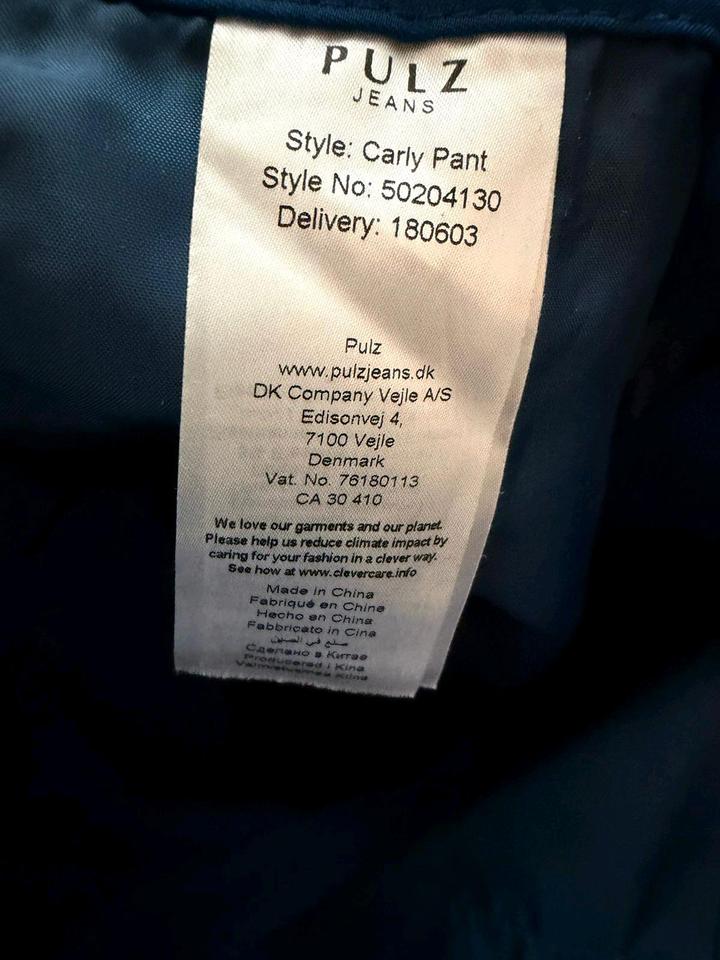 PULZ
JEANS
Style: Carly Pant
Style No: 50204130
Delivery: 180603
Pulz
www.pulzjeans.dk
DK Company Vejle A/S
Edisonvej 4,
7100 Vejle
Denmark
Vat. No. 76180113
CA 30 410
We love our garments and our planet.
Please help us reduce climate impact by
caring for your fashion in a clever way.
See how at www.clevercare.info
Made in China
Fabriqué en Chine
Hecho en China
Fabbricato in Cina
صنع في الصين
Сделано в Китае
Produceret i Kina